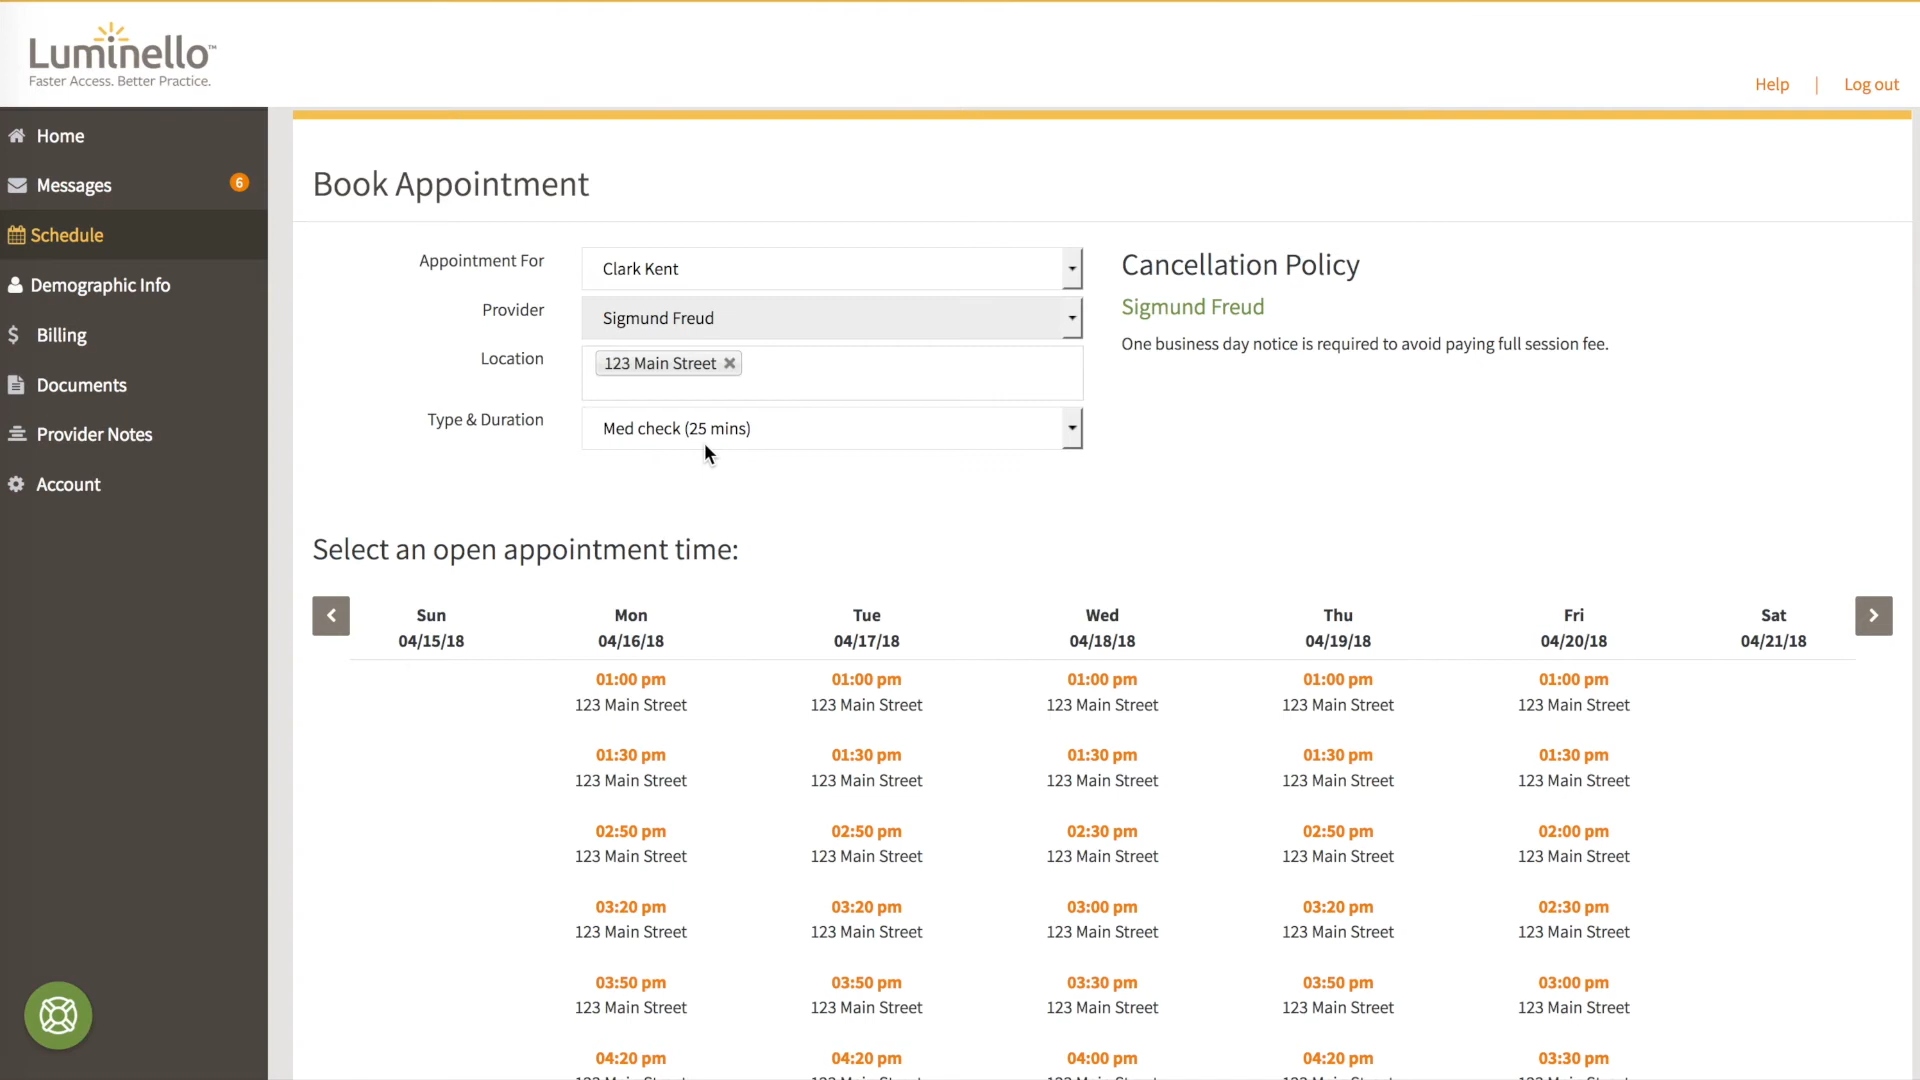 Luminello™
Faster Access. Better Practice.
Help | Log out
Home
Messages 6
Schedule
Demographic Info
Billing
Documents
Provider Notes
Account
Book Appointment
Appointment For Clark Kent
Provider Sigmund Freud
Location 123 Main Street
Type & Duration Med check (25 mins)
Cancellation Policy
Sigmund Freud
One business day notice is required to avoid paying full session fee.
Select an open appointment time:
Sun Mon Tue Wed Thu Fri Sat
04/15/18 04/16/18 04/17/18 04/18/18 04/19/18 04/20/18 04/21/18
01:00 pm 01:00 pm 01:00 pm 01:00 pm 01:00 pm
123 Main Street 123 Main Street 123 Main Street 123 Main Street 123 Main Street
01:30 pm 01:30 pm 01:30 pm 01:30 pm 01:30 pm
123 Main Street 123 Main Street 123 Main Street 123 Main Street 123 Main Street
02:50 pm 02:50 pm 02:30 pm 02:50 pm 02:00 pm
123 Main Street 123 Main Street 123 Main Street 123 Main Street 123 Main Street
03:20 pm 03:20 pm 03:00 pm 03:20 pm 02:30 pm
123 Main Street 123 Main Street 123 Main Street 123 Main Street 123 Main Street
03:50 pm 03:50 pm 03:30 pm 03:50 pm 03:00 pm
123 Main Street 123 Main Street 123 Main Street 123 Main Street 123 Main Street
04:20 pm 04:20 pm 04:00 pm 04:20 pm 03:30 pm